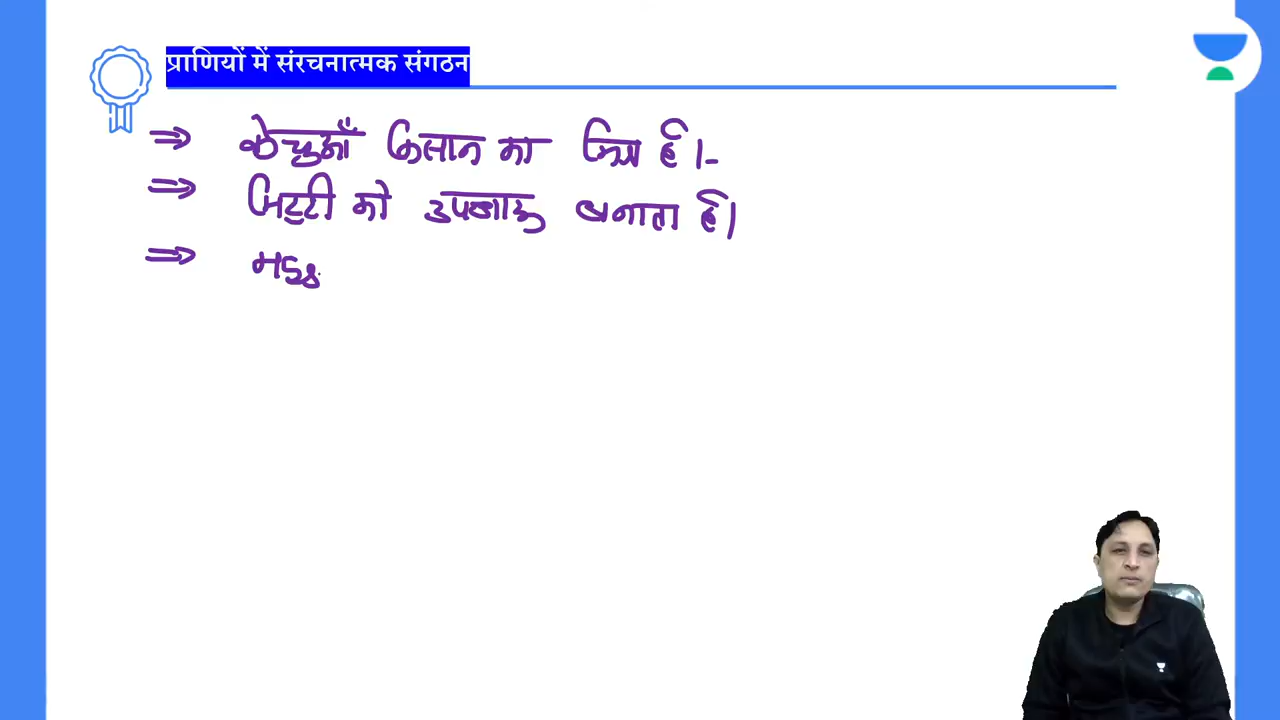 प्राणियों में संरचनात्मक संगठन
⇒ केचुआँ किसान का मित्र है।-
⇒ मिट्टी को उपजाऊ बनाता है।
⇒